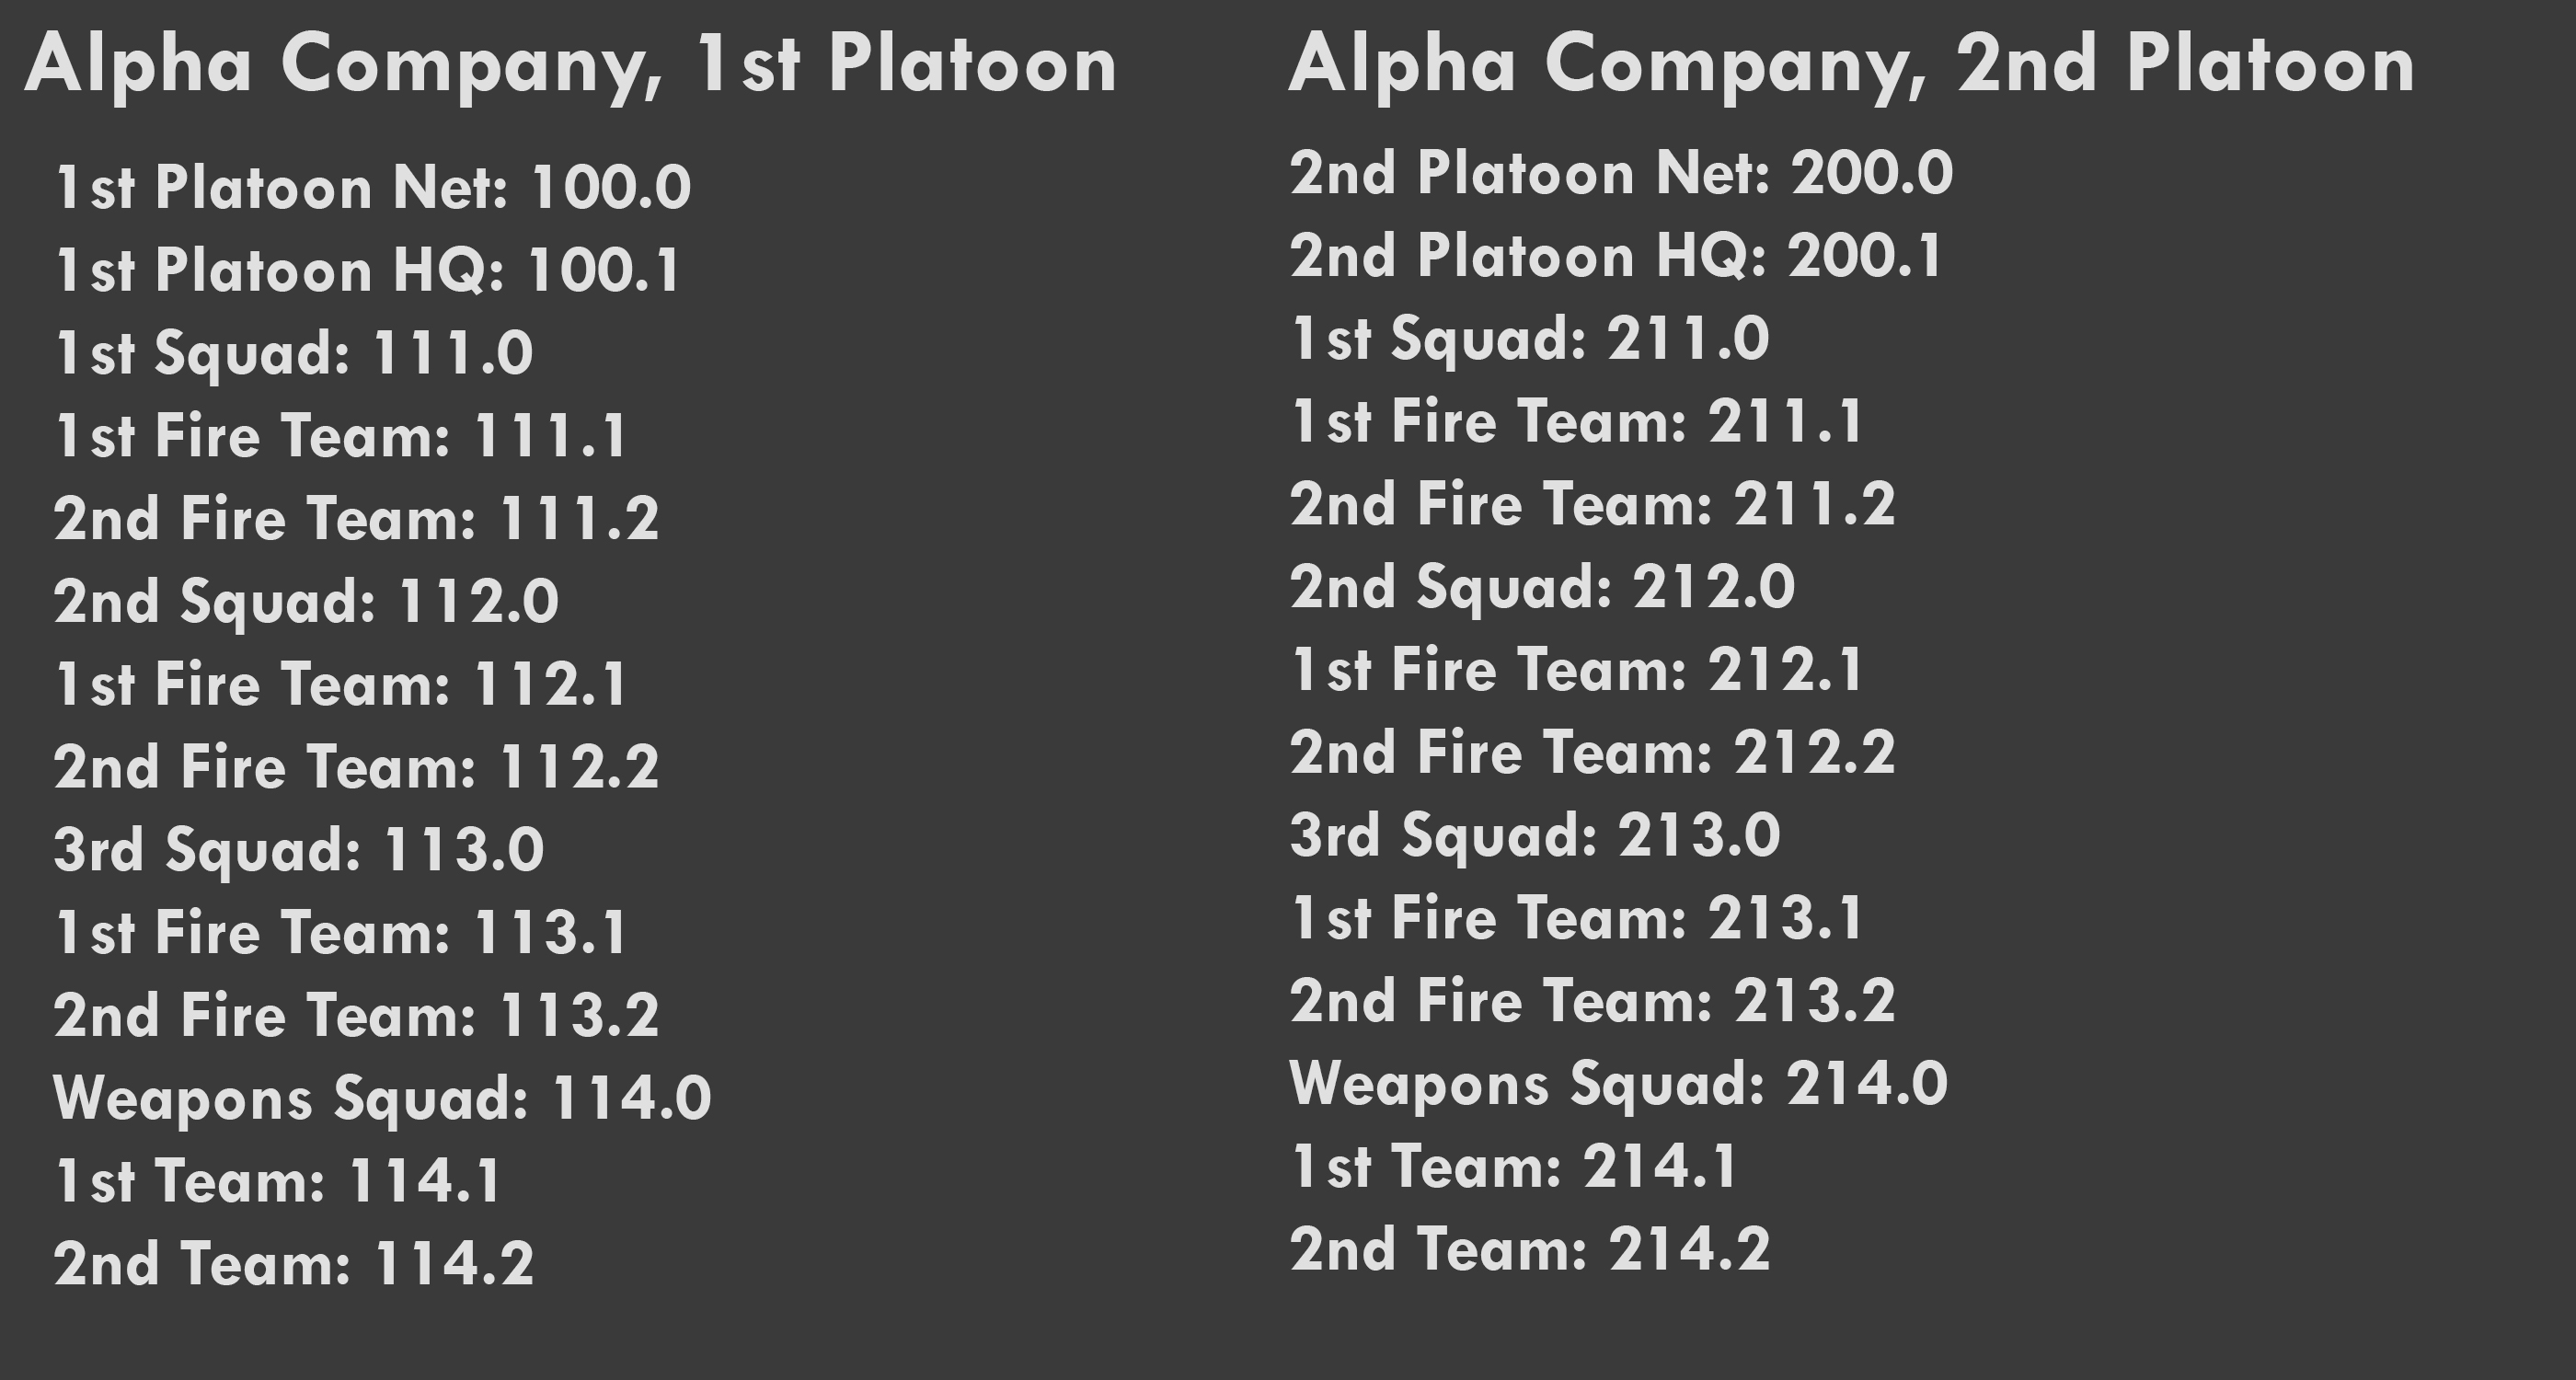 Alpha Company, 1st Platoon
1st Platoon Net: 100.0
1st Platoon HQ: 100.1
1st Squad: 111.0
1st Fire Team: 111.1
2nd Fire Team: 111.2
2nd Squad: 112.0
1st Fire Team: 112.1
2nd Fire Team: 112.2
3rd Squad: 113.0
1st Fire Team: 113.1
2nd Fire Team: 113.2
Weapons Squad: 114.0
1st Team: 114.1
2nd Team: 114.2
Alpha Company, 2nd Platoon
2nd Platoon Net: 200.0
2nd Platoon HQ: 200.1
1st Squad: 211.0
1st Fire Team: 211.1
2nd Fire Team: 211.2
2nd Squad: 212.0
1st Fire Team: 212.1
2nd Fire Team: 212.2
3rd Squad: 213.0
1st Fire Team: 213.1
2nd Fire Team: 213.2
Weapons Squad: 214.0
1st Team: 214.1
2nd Team: 214.2